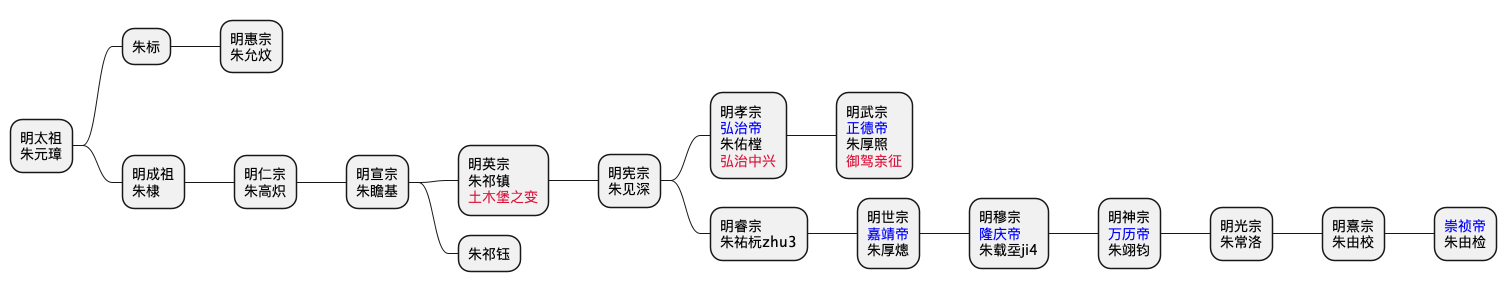 明太祖
朱元璋
朱标
明惠宗
朱允炆
明成祖
朱棣
明仁宗
朱高炽
明宣宗
朱瞻基
明英宗
朱祁镇
土木堡之变
明宪宗
朱见深
明孝宗
弘治帝
朱佑樘
弘治中兴
明武宗
正德帝
朱厚照
御驾亲征
明睿宗
朱祐杬zhu3
明世宗
嘉靖帝
朱厚熜
明穆宗
隆庆帝
朱载坖ji4
明神宗
万历帝
朱翊钧
明光宗
朱常洛
明熹宗
朱由校
崇祯帝
朱由检
朱祁钰